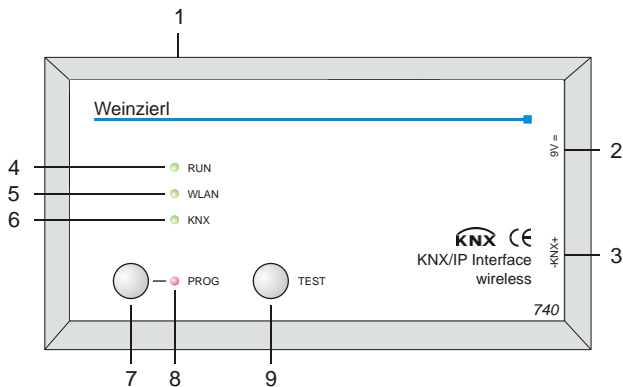 1
Weinzierl
9V =
2
4
RUN
5
WLAN
6
KNX
KNX CE
-KNX+
3
KNX/IP Interface
wireless
PROG
TEST
740
7
8
9